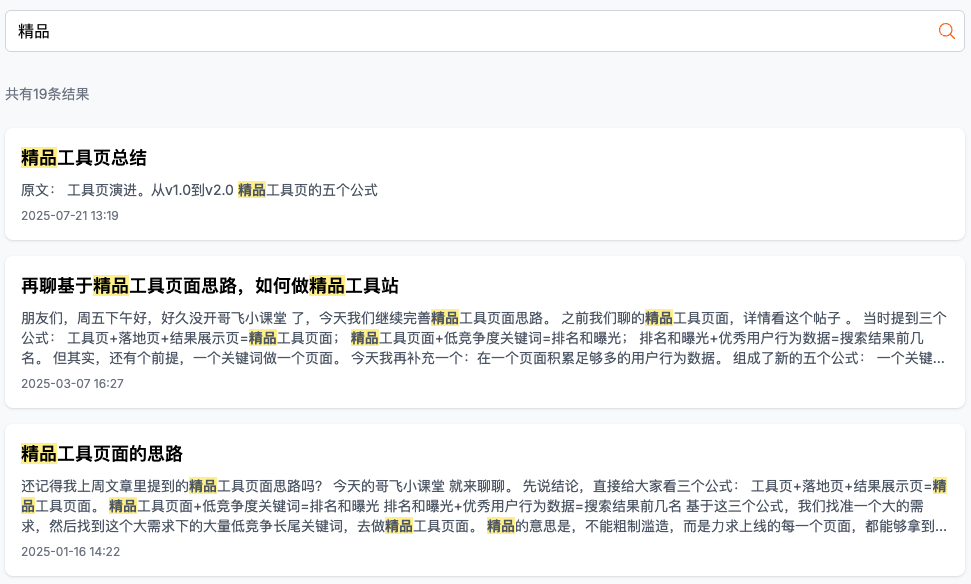 精品
共有19条结果
精品工具页总结
原文： 工具页演进。从v1.0到v2.0 精品工具页的五个公式
2025-07-21 13:19
再聊基于精品工具页面思路，如何做精品工具站
朋友们，周五下午好，好久没开哥飞小课堂 了，今天我们继续完善精品工具页面思路。 之前我们聊的精品工具页面，详情看这个帖子 。 当时提到三个
公式： 工具页+落地页+结果展示页=精品工具页面； 精品工具页面+低竞争度关键词=排名和曝光； 排名和曝光+优秀用户行为数据=搜索结果前几
名。 但其实，还有个前提，一个关键词做一个页面。 今天我再补充一个：在一个页面积累足够多的用户行为数据。 组成了新的五个公式： 一个关键...
2025-03-07 16:27
精品工具页面的思路
还记得我上周文章里提到的精品工具页面思路吗？ 今天的哥飞小课堂 就来聊聊。 先说结论，直接给大家看三个公式： 工具页+落地页+结果展示页=精
品工具页面。 精品工具页面+低竞争度关键词=排名和曝光 排名和曝光+优秀用户行为数据=搜索结果前几名 基于这三个公式，我们找准一个大的需
求，然后找到这个大需求下的大量低竞争长尾关键词，去做精品工具页面。 精品的意思是，不能粗制滥造，而是力求上线的每一个页面，都能够拿到...
2025-01-16 14:22